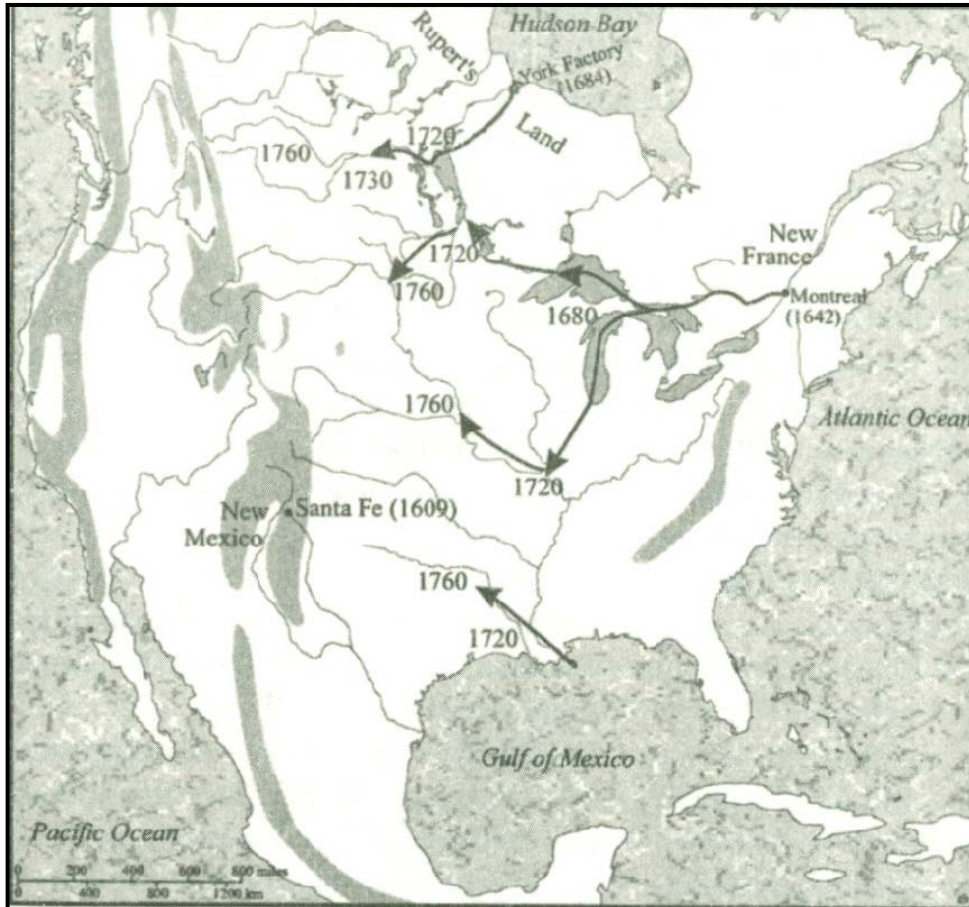 Hudson Bay
Rupert's
York Factory
(1684)
Land
1720
1760
1730
New
France
1720
1760
Montreal
(1642)
1680
1760
Atlantic Ocean
1720
Santa Fe (1609)
New
Mexico
1760
1720
Gulf of Mexico
Pacific Ocean
0 200 400 600 800 miles
0 400 800 1200 km